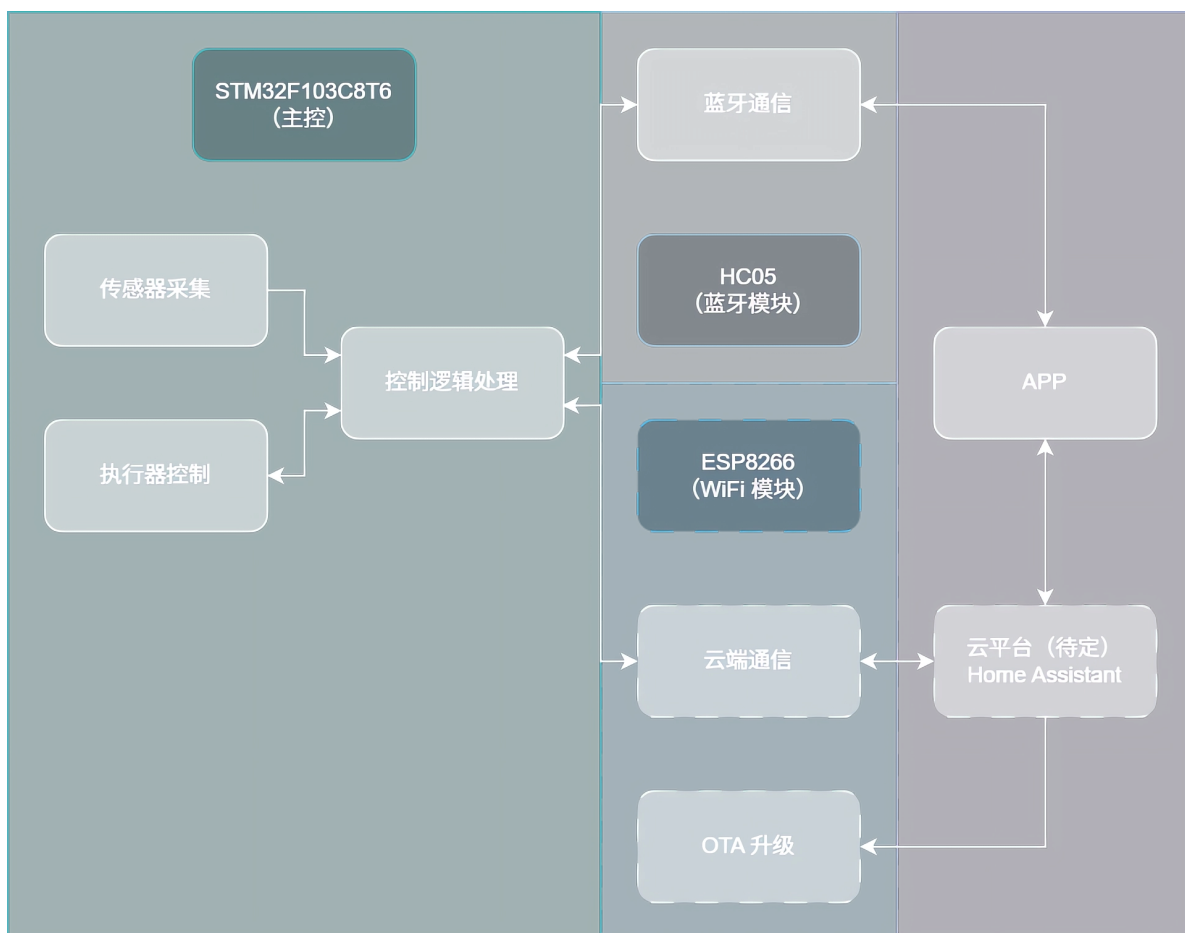 STM32F103C8T6
（主控）
传感器采集
执行器控制
控制逻辑处理
蓝牙通信
HC05
（蓝牙模块）
ESP8266
（WiFi 模块）
云端通信
OTA 升级
APP
云平台（待定）
Home Assistant